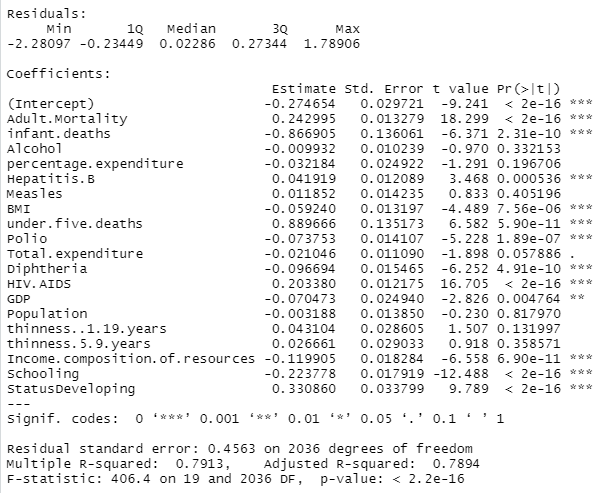 Residuals:
Min 1Q Median 3Q Max
-2.28097 -0.23449 0.02286 0.27344 1.78906
Coefficients:
Estimate Std. Error t value Pr(>|t|)
(Intercept) -0.274654 0.029721 -9.241 < 2e-16 ***
Adult.Mortality 0.242995 0.013279 18.299 < 2e-16 ***
infant.deaths -0.866905 0.136061 -6.371 2.31e-10 ***
Alcohol -0.009932 0.010239 -0.970 0.332153
percentage.expenditure -0.032184 0.024922 -1.291 0.196706
Hepatitis.B 0.041919 0.012089 3.468 0.000536 ***
Measles 0.011852 0.014235 0.833 0.405196
BMI -0.059240 0.013197 -4.489 7.56e-06 ***
under.five.deaths 0.889666 0.135173 6.582 5.90e-11 ***
Polio -0.073753 0.014107 -5.228 1.89e-07 ***
Total.expenditure -0.021046 0.011090 -1.898 0.057886 .
Diphtheria -0.096694 0.015465 -6.252 4.91e-10 ***
HIV.AIDS 0.203380 0.012175 16.705 < 2e-16 ***
GDP -0.070473 0.024940 -2.826 0.004764 **
Population -0.003188 0.013850 -0.230 0.817970
thinness..1.19.years 0.043104 0.028605 1.507 0.131997
thinness.5.9.years 0.026661 0.029033 0.918 0.358571
Income.composition.of.resources -0.119905 0.018284 -6.558 6.90e-11 ***
Schooling -0.223778 0.017919 -12.488 < 2e-16 ***
StatusDeveloping 0.330860 0.033799 9.789 < 2e-16 ***
---
Signif. codes: 0 ‘***’ 0.001 ‘**’ 0.01 ‘*’ 0.05 ‘.’ 0.1 ‘ ’ 1
Residual standard error: 0.4563 on 2036 degrees of freedom
Multiple R-squared: 0.7913, Adjusted R-squared: 0.7894
F-statistic: 406.4 on 19 and 2036 DF, p-value: < 2.2e-16